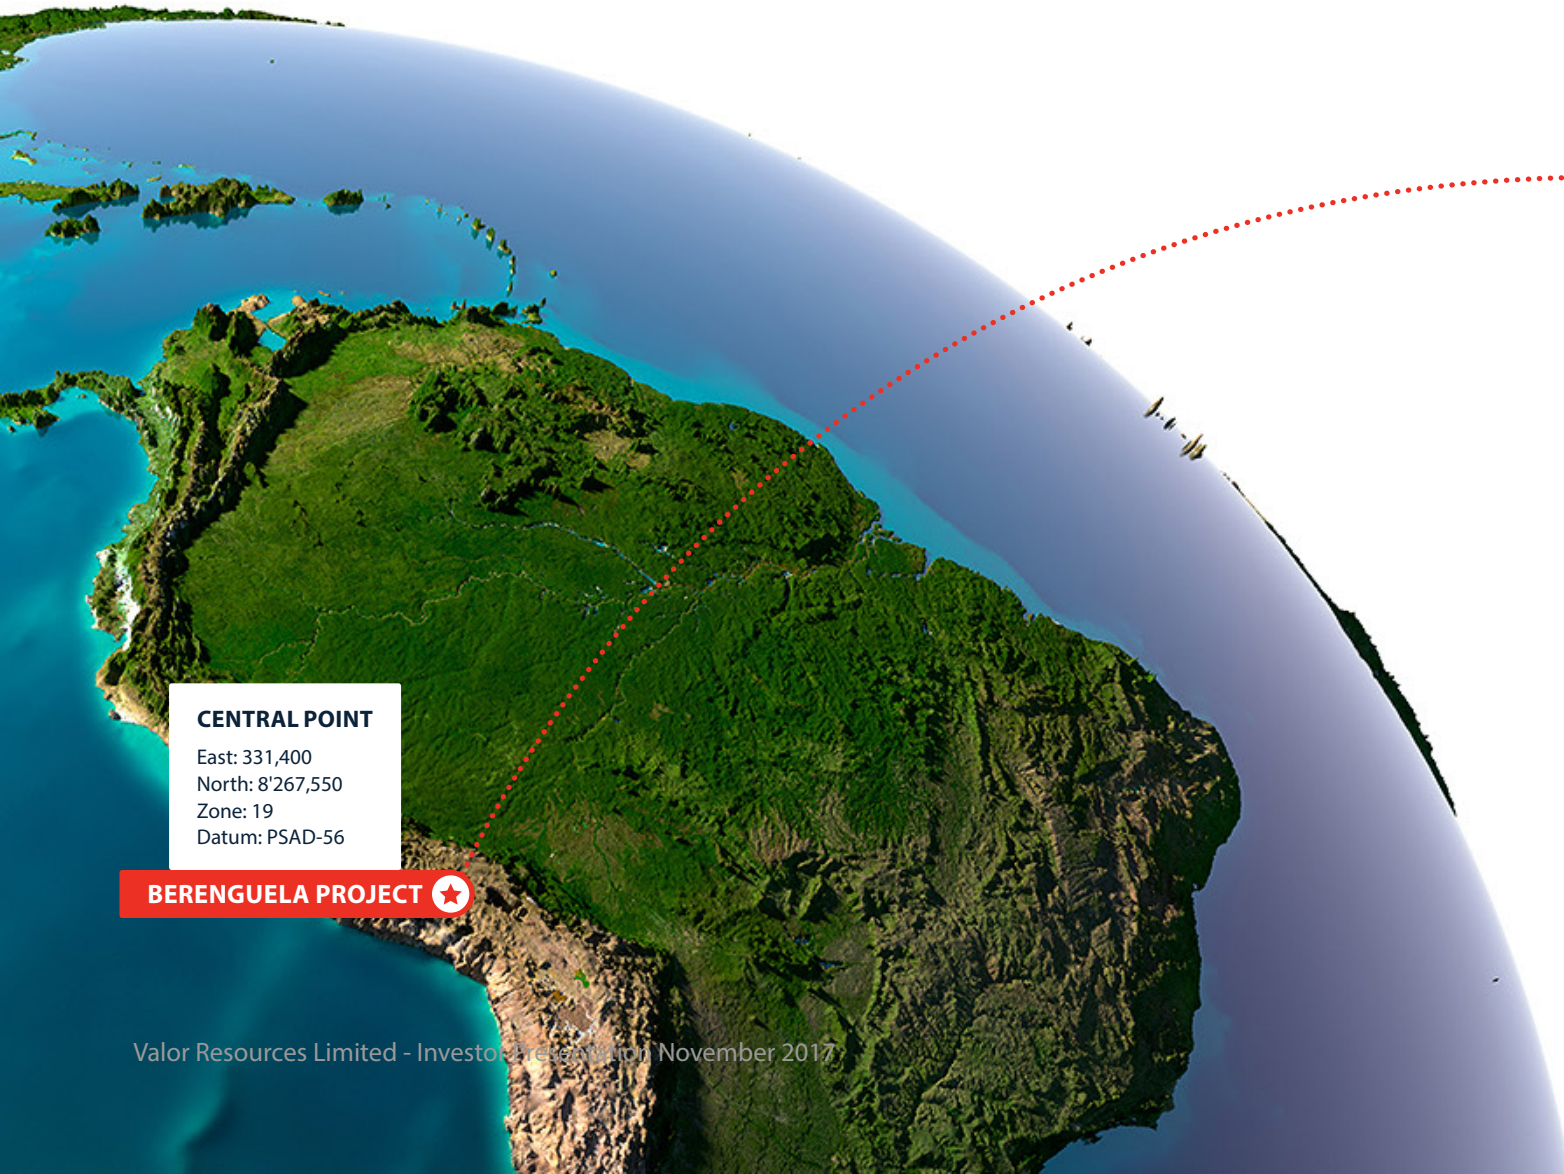 CENTRAL POINT
East: 331,400
North: 8'267,550
Zone: 19
Datum: PSAD-56
BERENGUELA PROJECT
Valor Resources Limited - Investor Presentation November 2017